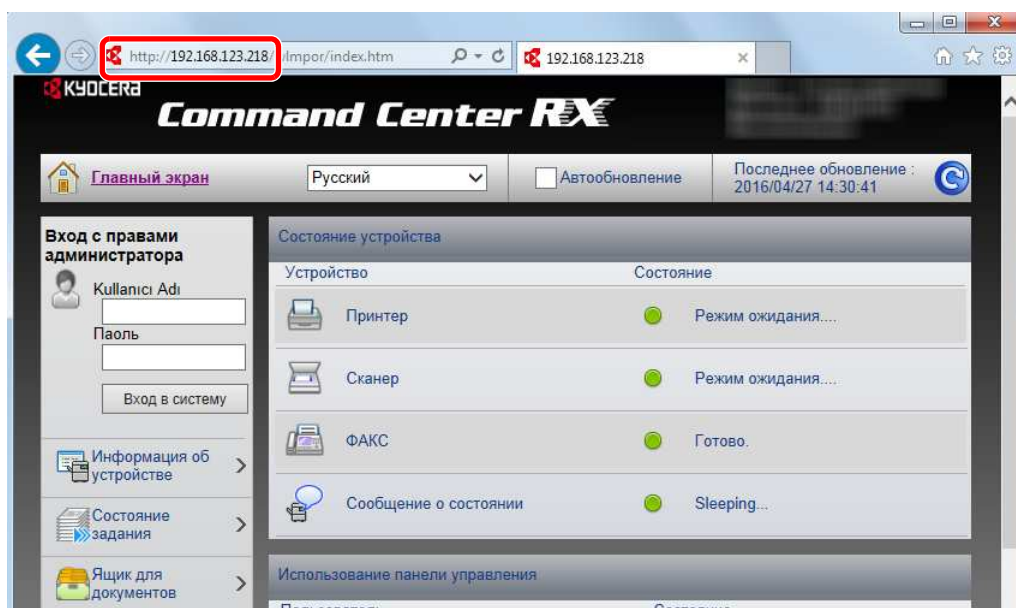 http://192.168.123.218/
lmpor/index.htm
192.168.123.218
KYOCERA
Command Center RX
Главный экран
Русский
Автообновление
Последнее обновление :
2016/04/27 14:30:41
Вход с правами
администратора
Kullanıcı Adı
Паоль
Вход в систему
Информация об
устройстве
Состояние
задания
Ящик для
документов
Состояние устройства
Устройство
Состояние
Принтер
Режим ожидания....
Сканер
Режим ожидания....
ФАКС
Готово.
Сообщение о состоянии
Sleeping...
Использование панели управления